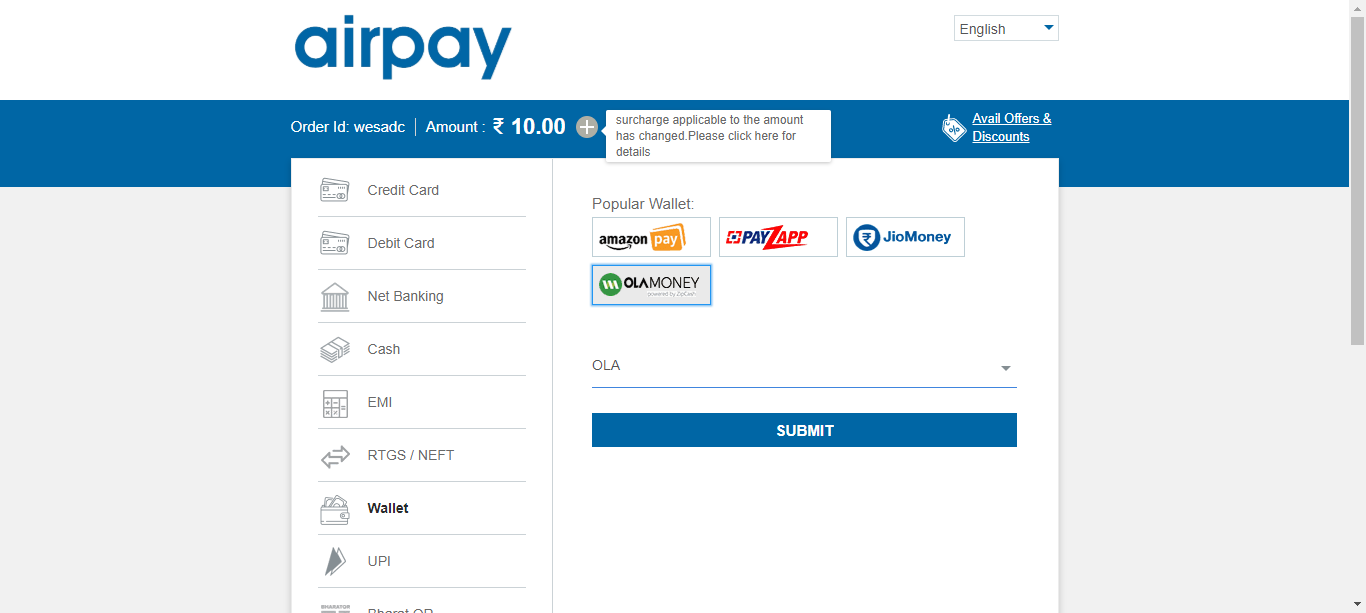 airpay
English
Order Id: wesadc
Amount : ₹ 10.00
surcharge applicable to the amount
has changed.Please click here for
details
Avail Offers &
Discounts
Credit Card
Debit Card
Net Banking
Cash
EMI
RTGS / NEFT
Wallet
UPI
BHARATQR
Bharat QR
Popular Wallet:
amazon pay
PAYZAPP
JioMoney
OLAMONEY
powered by ZipCash
OLA
SUBMIT